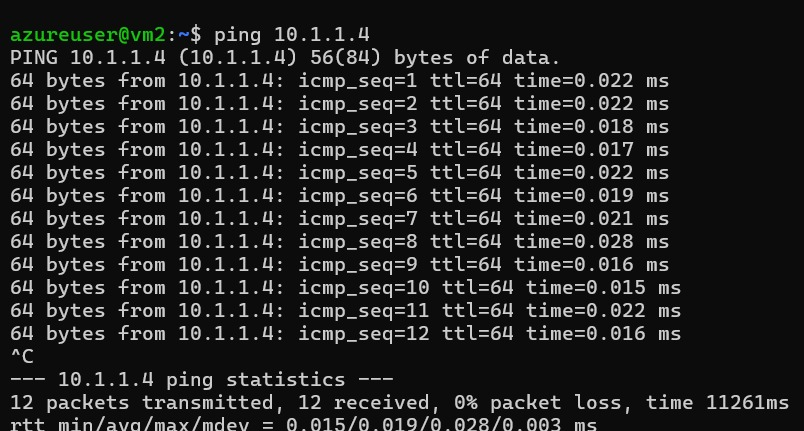 azureuser@vm2:~$ ping 10.1.1.4
PING 10.1.1.4 (10.1.1.4) 56(84) bytes of data.
64 bytes from 10.1.1.4: icmp_seq=1 ttl=64 time=0.022 ms
64 bytes from 10.1.1.4: icmp_seq=2 ttl=64 time=0.022 ms
64 bytes from 10.1.1.4: icmp_seq=3 ttl=64 time=0.018 ms
64 bytes from 10.1.1.4: icmp_seq=4 ttl=64 time=0.017 ms
64 bytes from 10.1.1.4: icmp_seq=5 ttl=64 time=0.022 ms
64 bytes from 10.1.1.4: icmp_seq=6 ttl=64 time=0.019 ms
64 bytes from 10.1.1.4: icmp_seq=7 ttl=64 time=0.021 ms
64 bytes from 10.1.1.4: icmp_seq=8 ttl=64 time=0.028 ms
64 bytes from 10.1.1.4: icmp_seq=9 ttl=64 time=0.016 ms
64 bytes from 10.1.1.4: icmp_seq=10 ttl=64 time=0.015 ms
64 bytes from 10.1.1.4: icmp_seq=11 ttl=64 time=0.022 ms
64 bytes from 10.1.1.4: icmp_seq=12 ttl=64 time=0.016 ms
^C
--- 10.1.1.4 ping statistics ---
12 packets transmitted, 12 received, 0% packet loss, time 11261ms
rtt min/avg/max/mdev = 0.015/0.019/0.028/0.003 ms